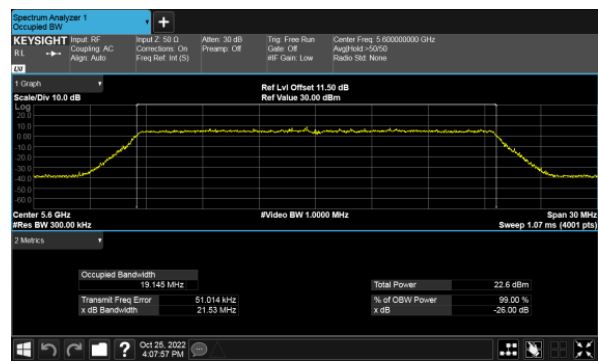 Spectrum Analyzer 1
Occupied BW
KEYSIGHT
R L
LXI
Input: RF
Coupling: AC
Align: Auto
Input Z: 50 Ω
Corrections: On
Freq Ref: Int (S)
Atten: 30 dB
Preamp: Off
Trig: Free Run
Gate: Off
#IF Gain: Low
Center Freq: 5.600000000 GHz
Avg|Hold:>50/50
Radio Std: None
1 Graph
Scale/Div 10.0 dB
Ref Lvl Offset 11.50 dB
Ref Value 30.00 dBm
Log
20.0
10.0
0.00
-10.0
-20.0
-30.0
-40.0
-50.0
-60.0
Center 5.6 GHz
#Video BW 1.0000 MHz
Span 30 MHz
#Res BW 300.00 kHz
Sweep 1.07 ms (4001 pts)
2 Metrics
Occupied Bandwidth
19.145 MHz
Total Power 22.6 dBm
Transmit Freq Error 51.014 kHz
% of OBW Power 99.00 %
x dB Bandwidth 21.53 MHz
x dB -26.00 dB
?
Oct 25, 2022
4:07:57 PM